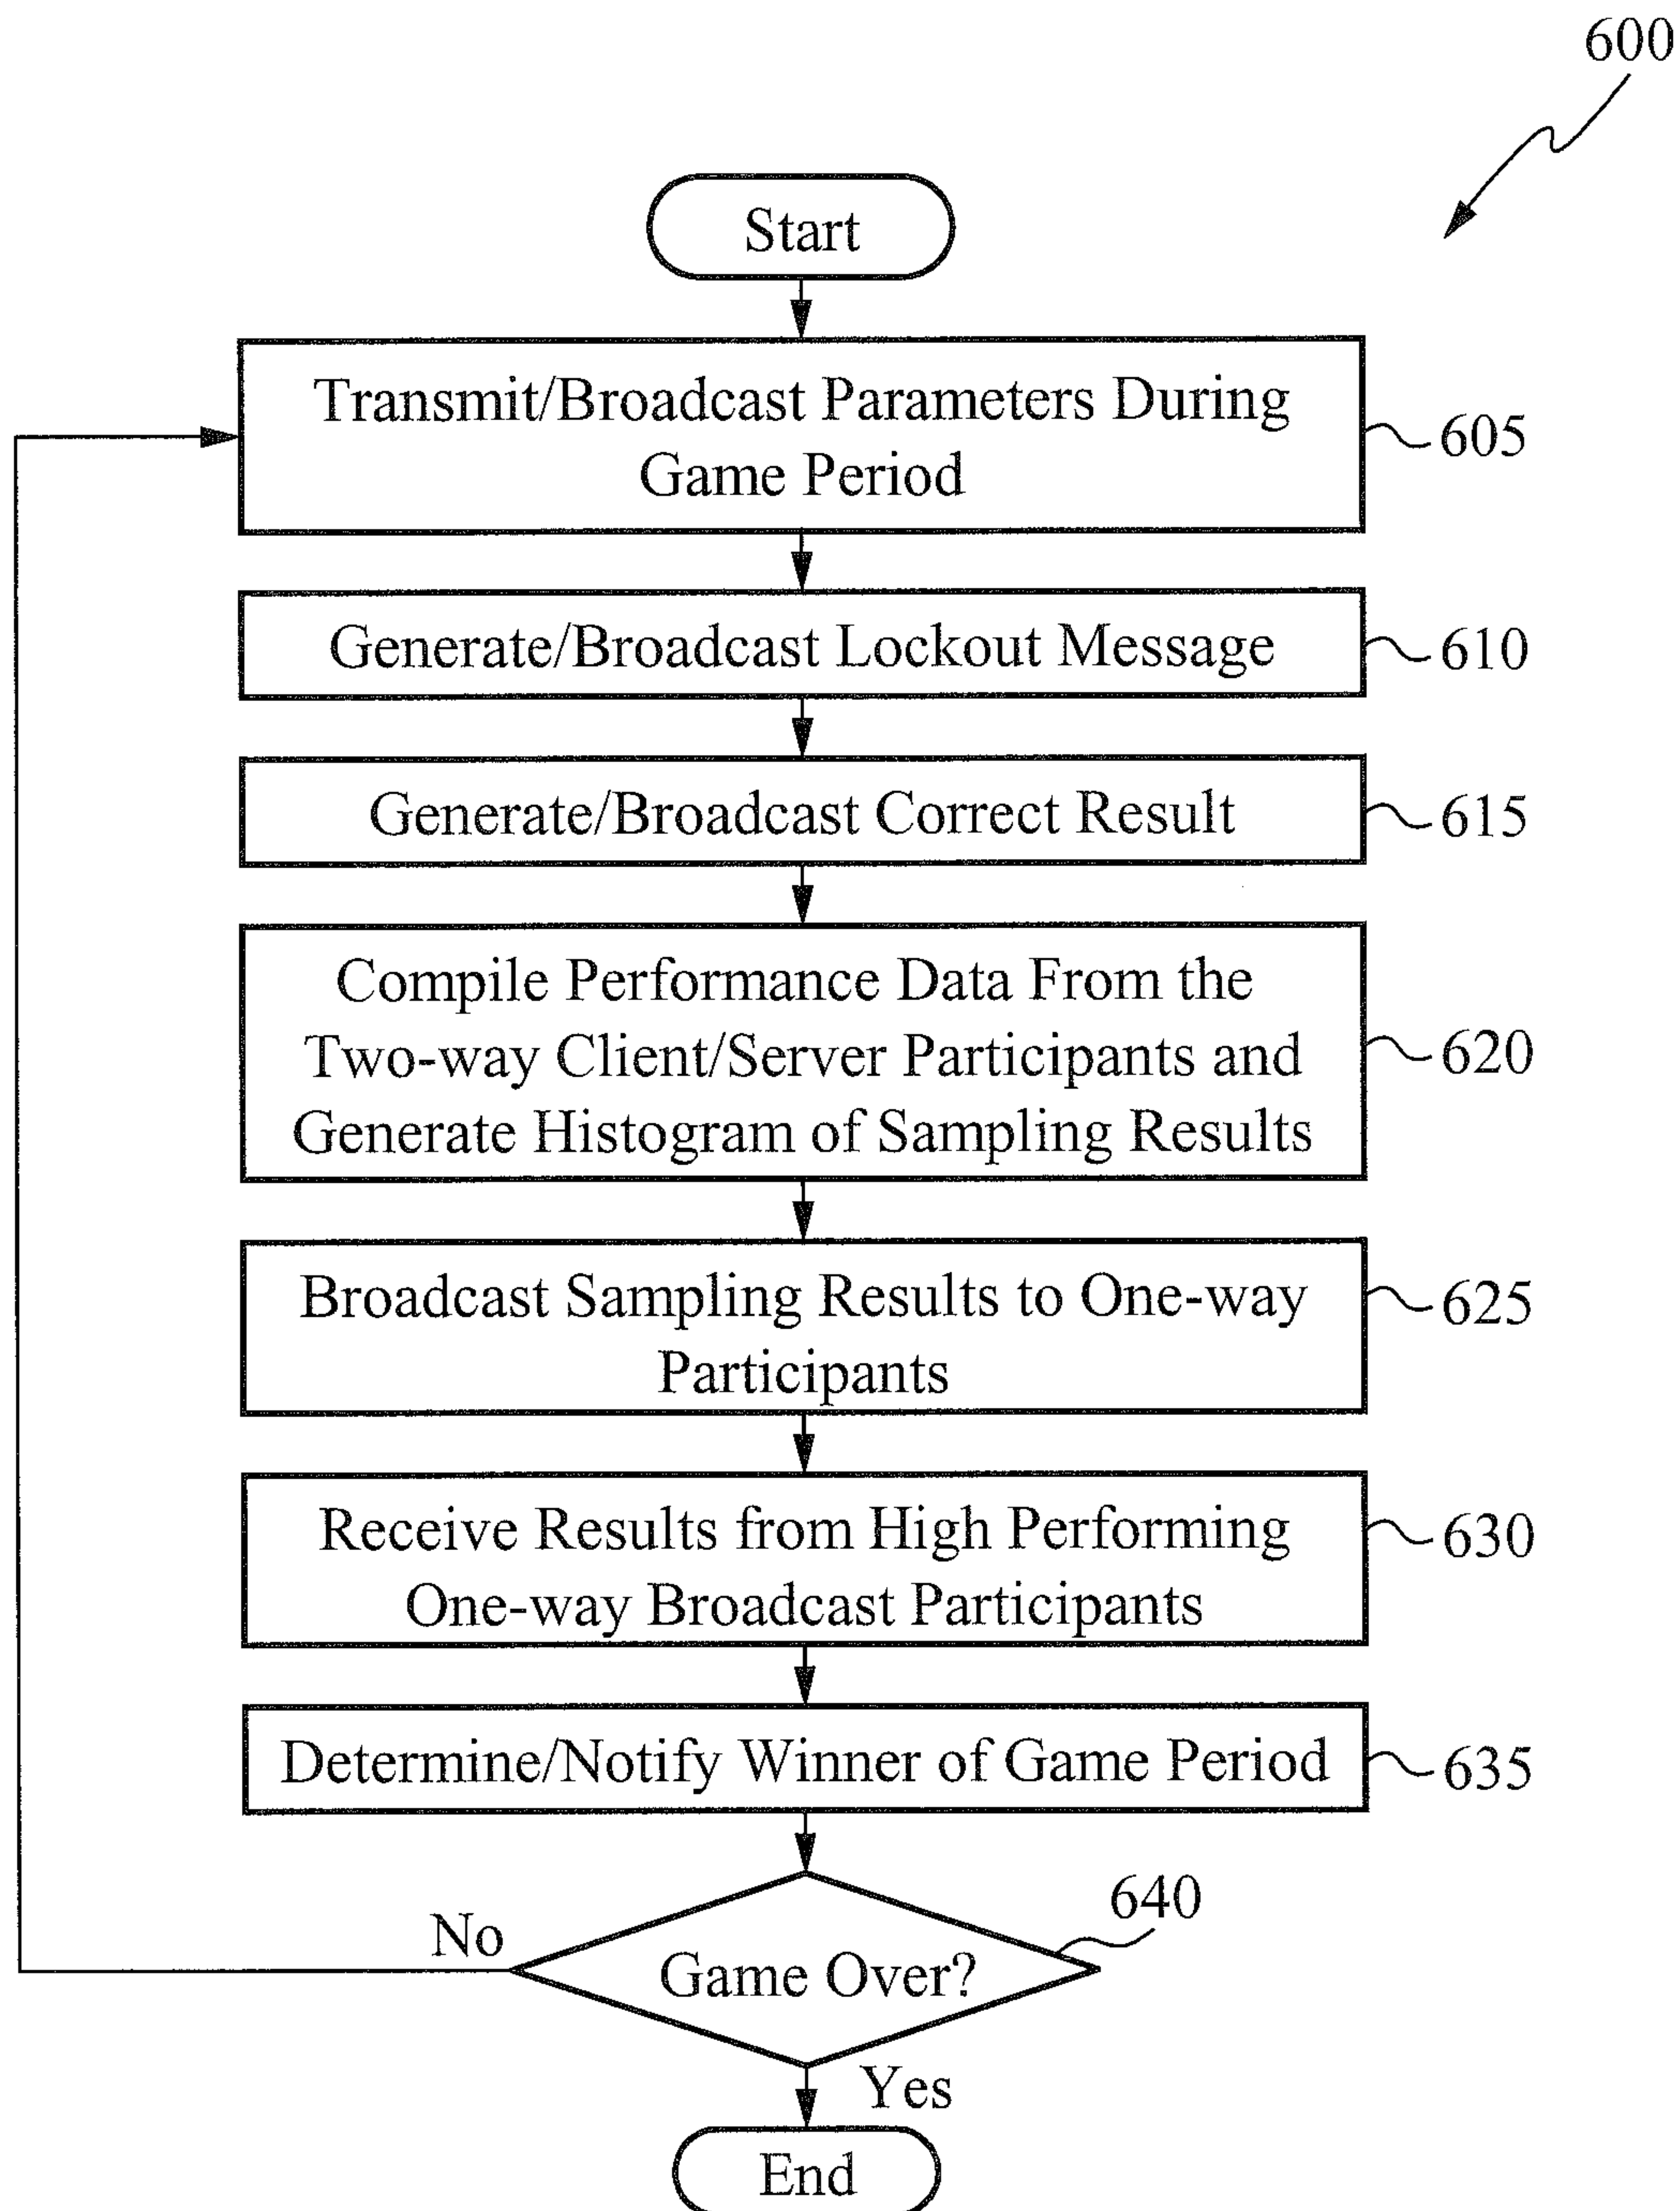 600
Start
Transmit/Broadcast Parameters During
Game Period
605
Generate/Broadcast Lockout Message
610
Generate/Broadcast Correct Result
615
Compile Performance Data From the
Two-way Client/Server Participants and
Generate Histogram of Sampling Results
620
Broadcast Sampling Results to One-way
Participants
625
Receive Results from High Performing
One-way Broadcast Participants
630
Determine/Notify Winner of Game Period
635
640
No
Game Over?
Yes
End